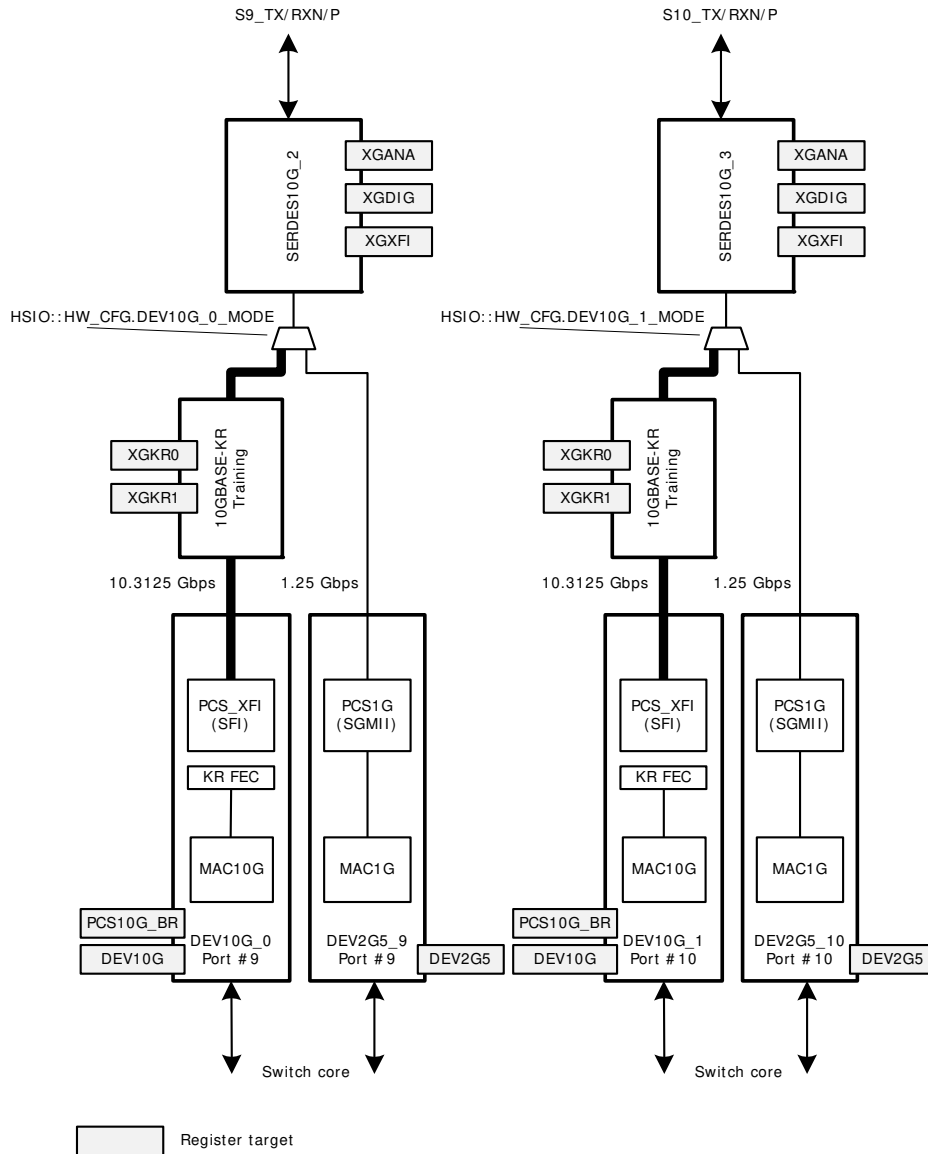 S9_TX/RXN/P
S10_TX/RXN/P
SERDES10G_2
XGANA
XGDIG
XGXFI
SERDES10G_3
XGANA
XGDIG
XGXFI
HSIO::HW_CFG.DEV10G_0_MODE
HSIO::HW_CFG.DEV10G_1_MODE
XGKR0
XGKR1
10GBASE-KR
Training
XGKR0
XGKR1
10GBASE-KR
Training
10.3125 Gbps
1.25 Gbps
10.3125 Gbps
1.25 Gbps
PCS_XFI
(SFI)
PCS1G
(SGMII)
PCS_XFI
(SFI)
PCS1G
(SGMII)
KR FEC
KR FEC
MAC10G
MAC1G
MAC10G
MAC1G
PCS10G_BR
DEV10G
DEV10G_0
Port #9
DEV2G5_9
Port #9
DEV2G5
PCS10G_BR
DEV10G
DEV10G_1
Port #10
DEV2G5_10
Port #10
DEV2G5
Switch core
Switch core
Register target